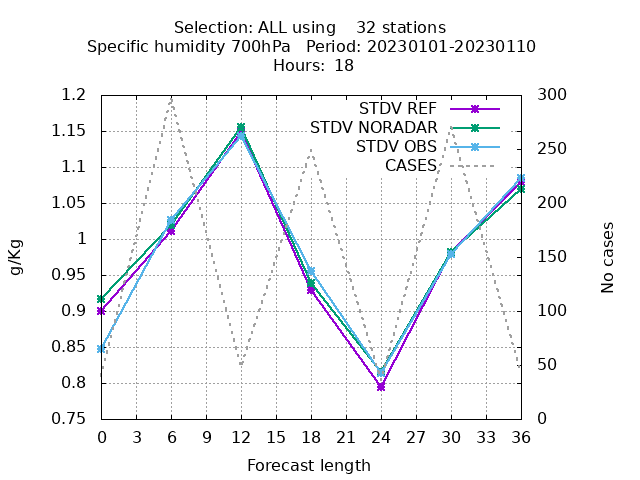 Selection: ALL using    32 stations
Specific humidity 700hPa   Period: 20230101-20230110
Hours:  18
STDV REF
STDV NORADAR
STDV OBS
CASES
1.2
1.15
1.1
1.05
1
0.95
0.9
0.85
0.8
0.75
300
250
200
150
100
50
0
g/Kg
No cases
0 3 6 9 12 15 18 21 24 27 30 33 36
Forecast length